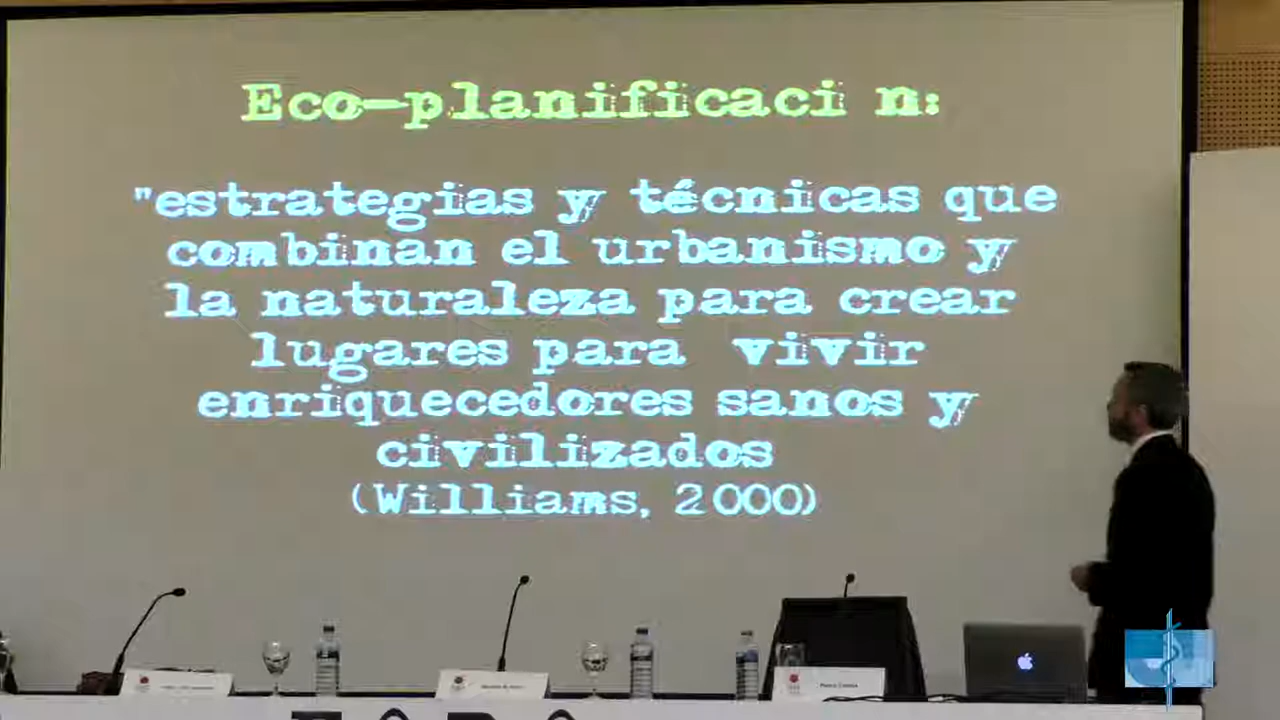 Eco-planificaci n:
"estrategias y técnicas que
combinan el urbanismo y
la naturaleza para crear
lugares para vivir
enriquecedores sanos y
civilizados
(Williams, 2000)